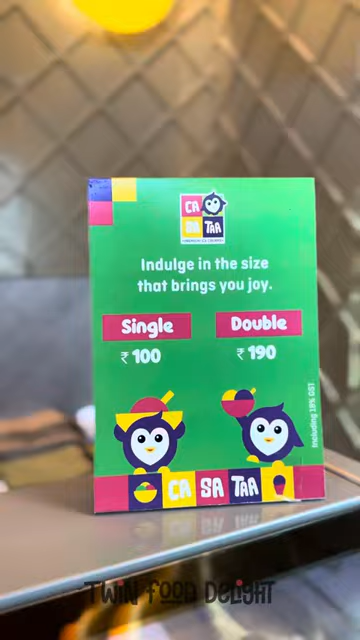 CA
SA TAA
Indulge in the size
that brings you joy.
Single Double
₹ 100 ₹ 190
Including 18% GST
CA SA TAA
TWIN FOOD DELIGHT